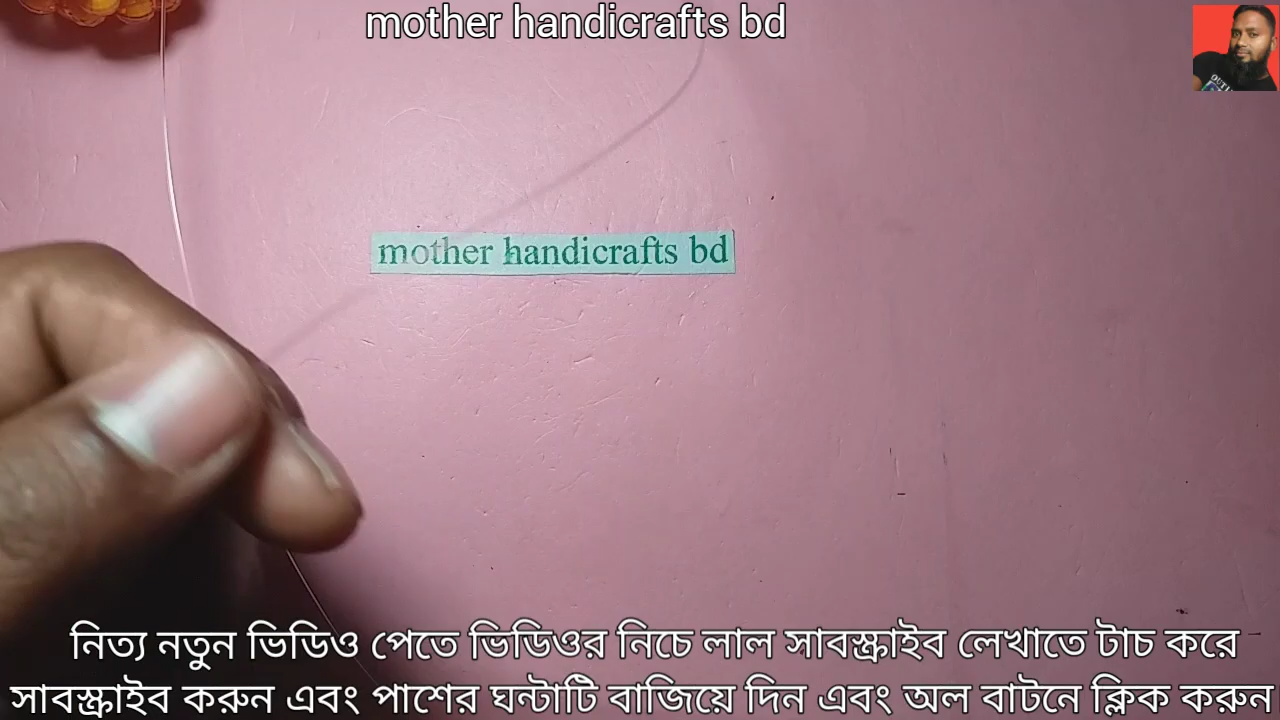 mother handicrafts bd
mother handicrafts bd
নিত্য নতুন ভিডিও পেতে ভিডিওর নিচে লাল সাবস্ক্রাইব লেখাতে টাচ করে
সাবস্ক্রাইব করুন এবং পাশের ঘন্টাটি বাজিয়ে দিন এবং অল বাটনে ক্লিক করুন